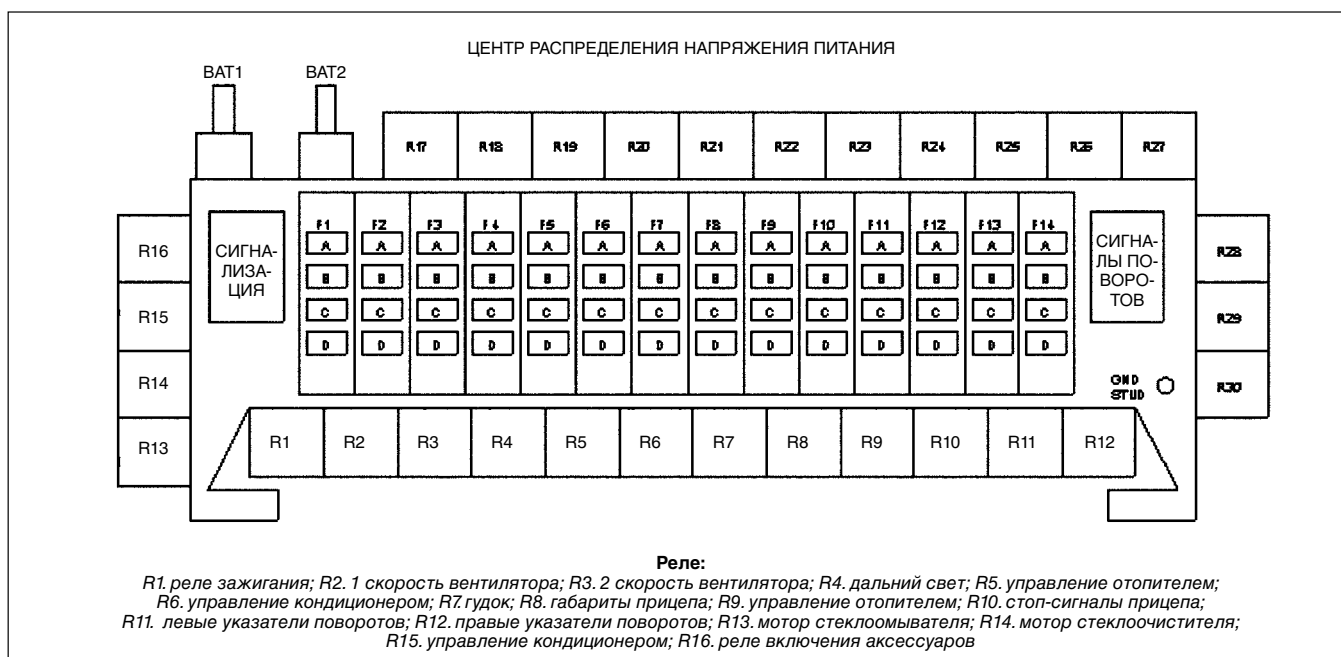 ЦЕНТР РАСПРЕДЕЛЕНИЯ НАПРЯЖЕНИЯ ПИТАНИЯ
BAT1 BAT2
R17 R18 R19 R20 R21 R22 R23 R24 R25 R26 R27
F1 F2 F3 F4 F5 F6 F7 F8 F9 F10 F11 F12 F13 F14
A A A A A A A A A A A A A A
B B B B B B B B B B B B B B
C C C C C C C C C C C C C C
D D D D D D D D D D D D D D
R16
R15
R14
R13
СИГНА-
ЛИЗА-
ЦИЯ
СИГНА-
ЛЫ ПО-
ВОРО-
ТОВ
R28
R29
R30
GND
STUD
R1 R2 R3 R4 R5 R6 R7 R8 R9 R10 R11 R12
Реле:
R1. реле зажигания; R2. 1 скорость вентилятора; R3. 2 скорость вентилятора; R4. дальний свет; R5. управление отопителем;
R6. управление кондиционером; R7. гудок; R8. габариты прицепа; R9. управление отопителем; R10. стоп-сигналы прицепа;
R11. левые указатели поворотов; R12. правые указатели поворотов; R13. мотор стеклоомывателя; R14. мотор стеклоочистителя;
R15. управление кондиционером; R16. реле включения аксессуаров